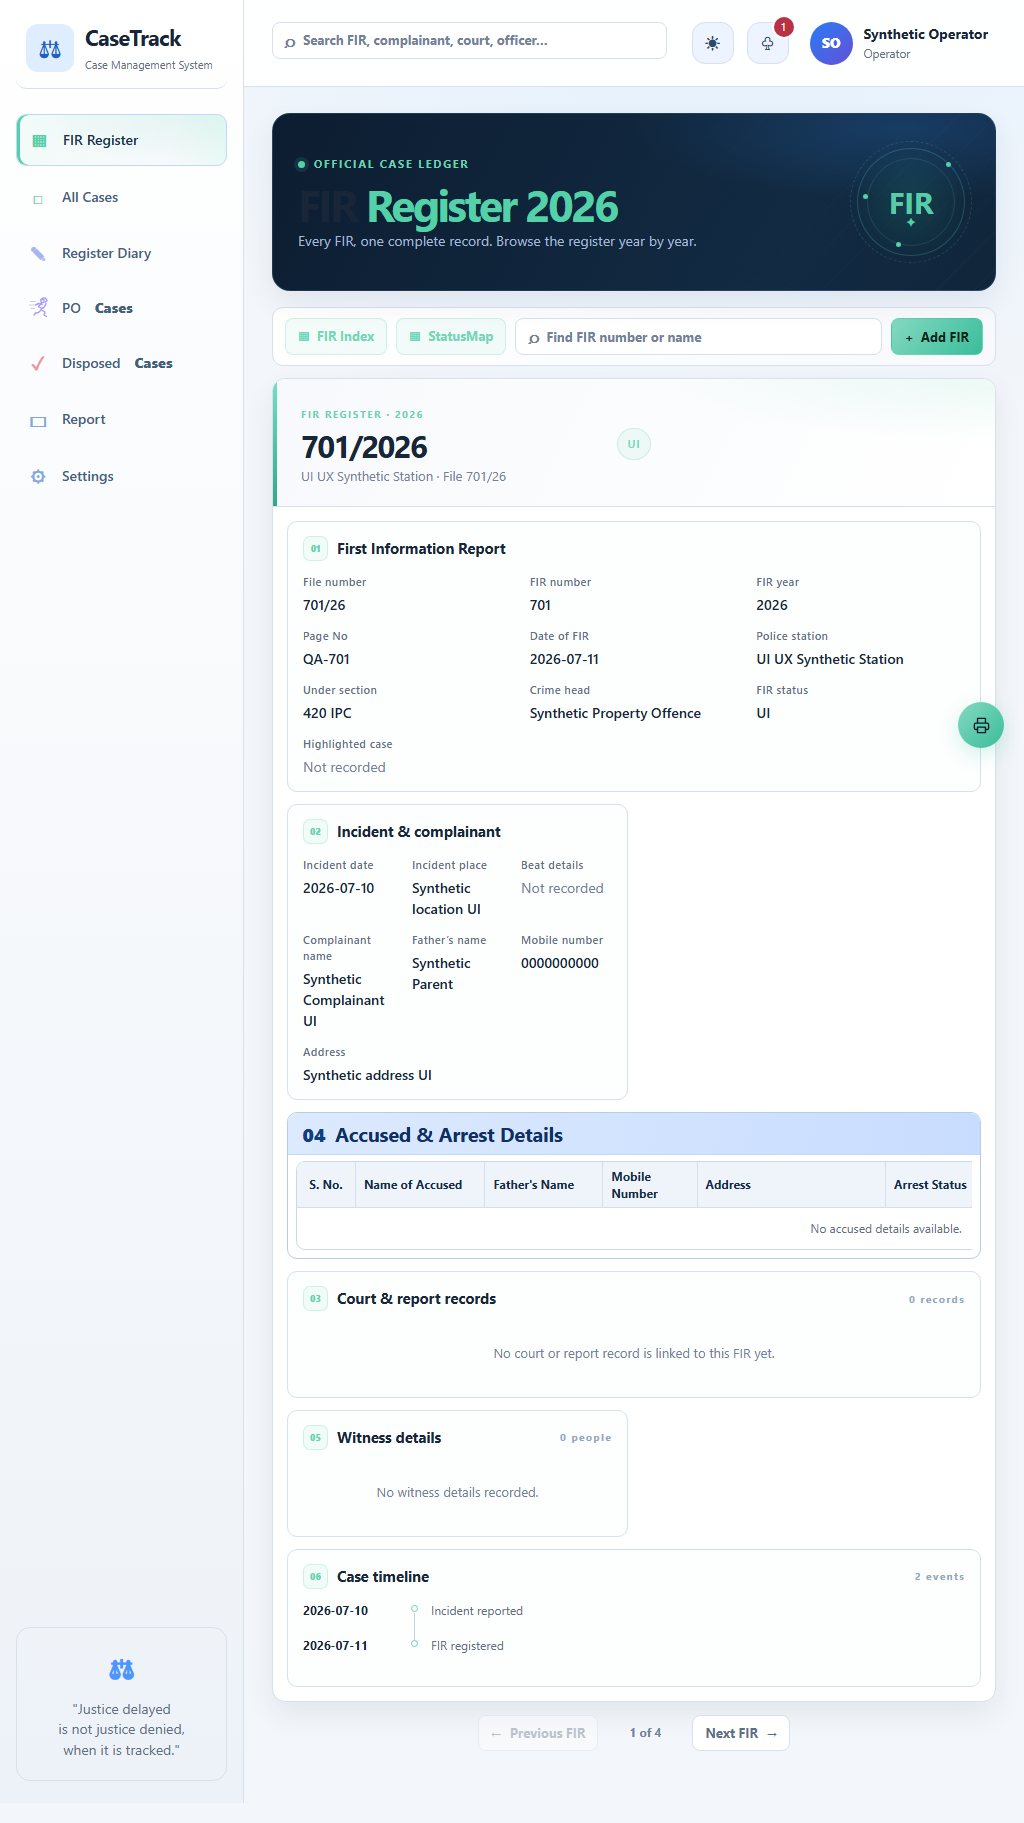 CaseTrack
Case Management System
FIR Register
All Cases
Register Diary
PO Cases
Disposed Cases
Report
Settings
"Justice delayed
is not justice denied,
when it is tracked."
Search FIR, complainant, court, officer...
1
SO
Synthetic Operator
Operator
OFFICIAL CASE LEDGER
FIR Register 2026
Every FIR, one complete record. Browse the register year by year.
FIR
FIR Index
StatusMap
Find FIR number or name
+ Add FIR
FIR REGISTER · 2026
701/2026
UI UX Synthetic Station · File 701/26
UI
01 First Information Report
File number FIR number FIR year
701/26 701 2026
Page No Date of FIR Police station
QA-701 2026-07-11 UI UX Synthetic Station
Under section Crime head FIR status
420 IPC Synthetic Property Offence UI
Highlighted case
Not recorded
02 Incident & complainant
Incident date Incident place Beat details
2026-07-10 Synthetic Not recorded
location UI
Complainant Father's name Mobile number
name
Synthetic Synthetic 0000000000
Complainant Parent
UI
Address
Synthetic address UI
04 Accused & Arrest Details
S. No. Name of Accused Father's Name Mobile Number Address Arrest Status
No accused details available.
03 Court & report records 0 records
No court or report record is linked to this FIR yet.
05 Witness details 0 people
No witness details recorded.
06 Case timeline 2 events
2026-07-10 Incident reported
2026-07-11 FIR registered
← Previous FIR 1 of 4 Next FIR →